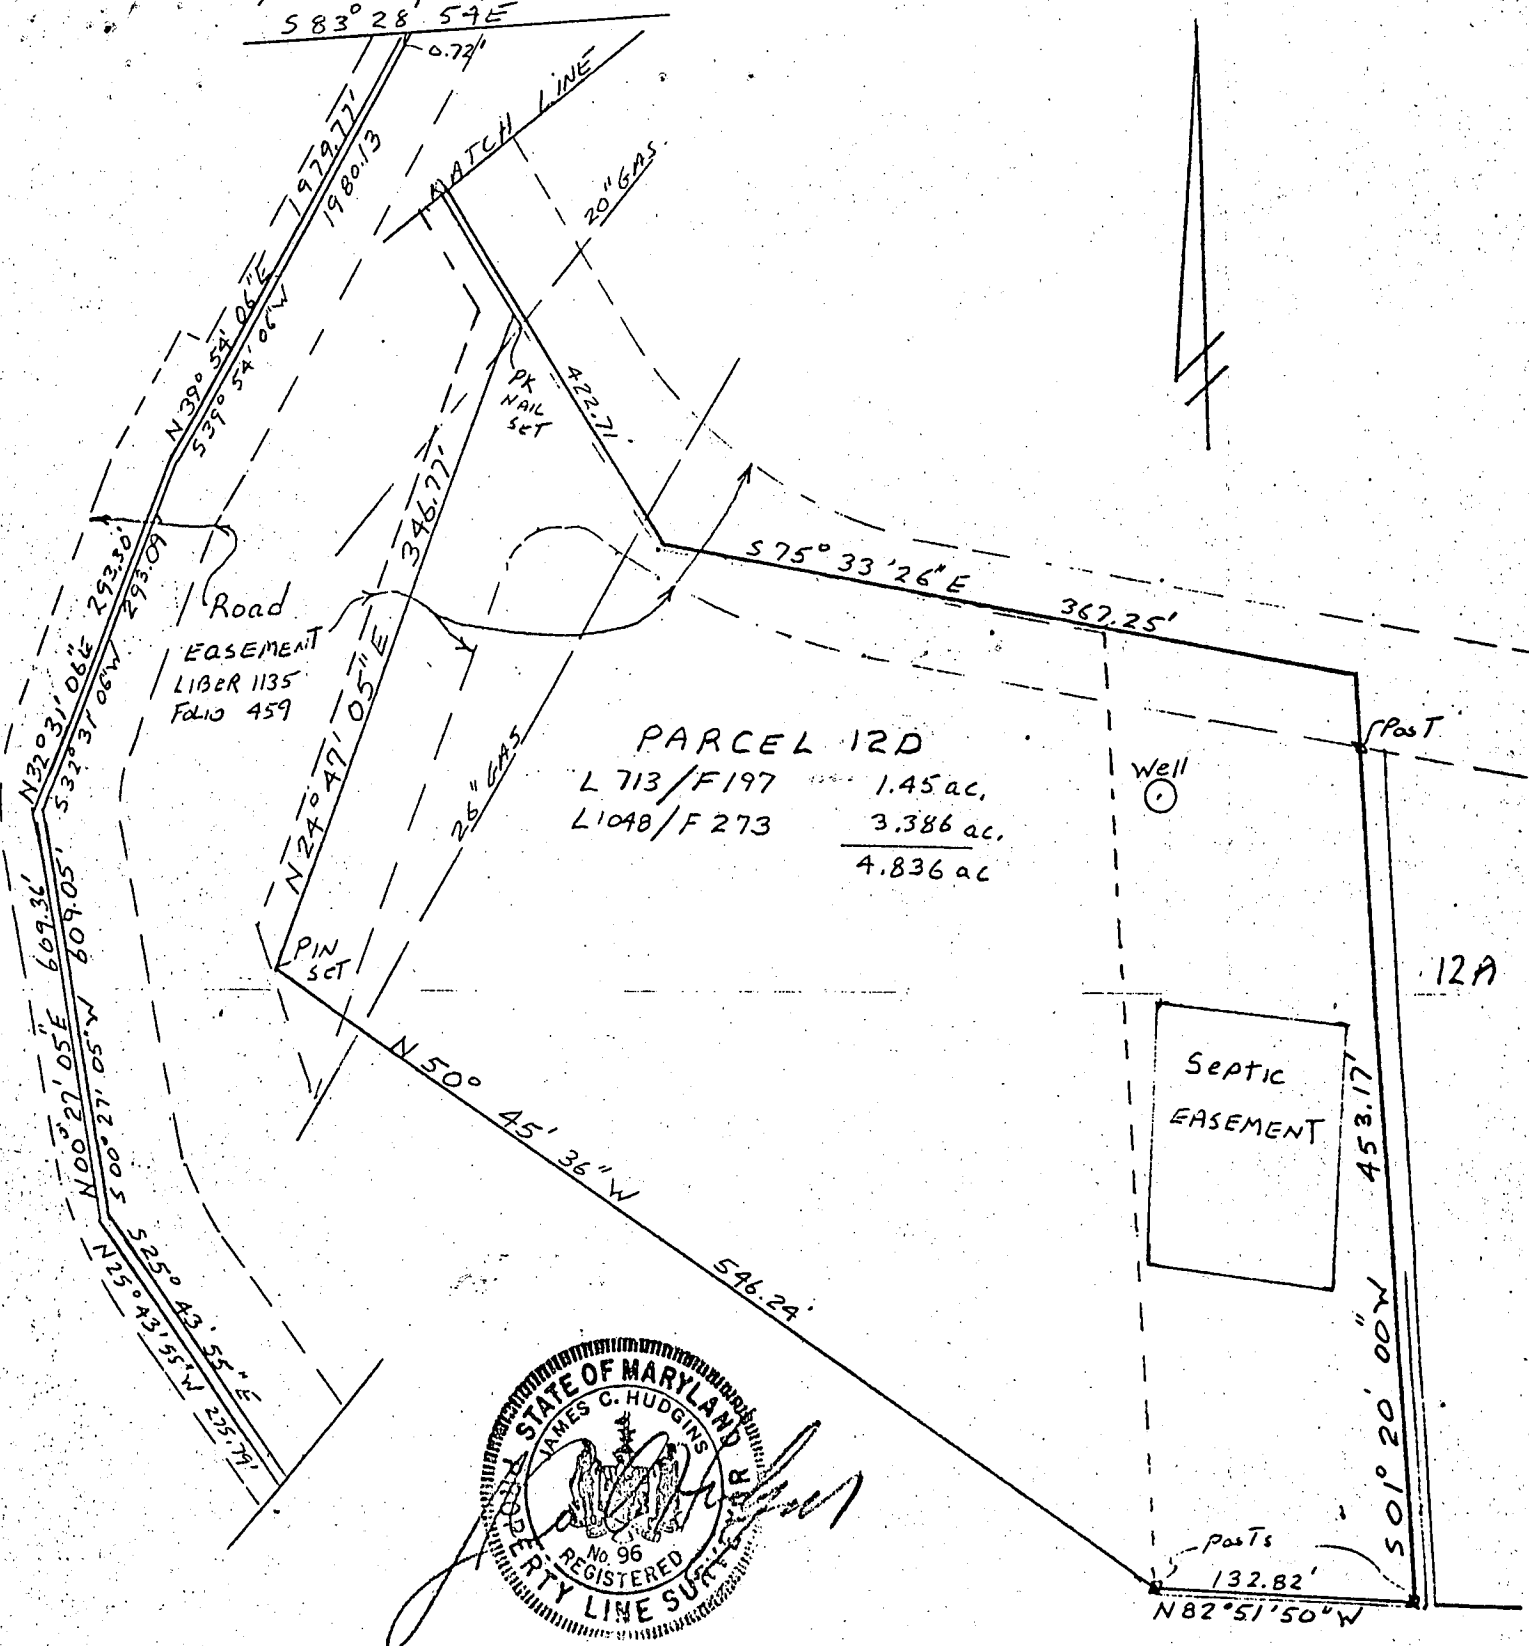 S 83° 28' 54 E
0.72'
MATCH LINE
1979.77'
1980.13
20" GAS.
N 39° 54' 06" E
S 39° 54' 06" W
PK
NAIL
SET
422.71'
346.77'
N 24° 47' 05" E
293.30'
293.09
N 32° 31' 06" E
S 32° 31' 06" W
Road
EASEMENT
LIBER 1135
FOLIO 459
S 75° 33' 26" E
367.25'
26" GAS
PARCEL 12D
L 713/F 197 1.45 ac.
L 1048/F 273 3.386 ac.
4.836 ac
Well
Post
12A
609.36'
609.05'
N 00° 27' 05" E
S 00° 27' 05" W
PIN
SET
N 50°
45'
36" W
546.24'
Septic
EASEMENT
453.17'
S 01° 20' 00" W
S 25° 43' 55" E
N 25° 43' 55" W 275.79'
STATE OF MARYLAND
JAMES C. HUDGINS
No. 96
REGISTERED
PROPERTY LINE SURVEYOR
Posts
132.82'
N 82° 51' 50" W